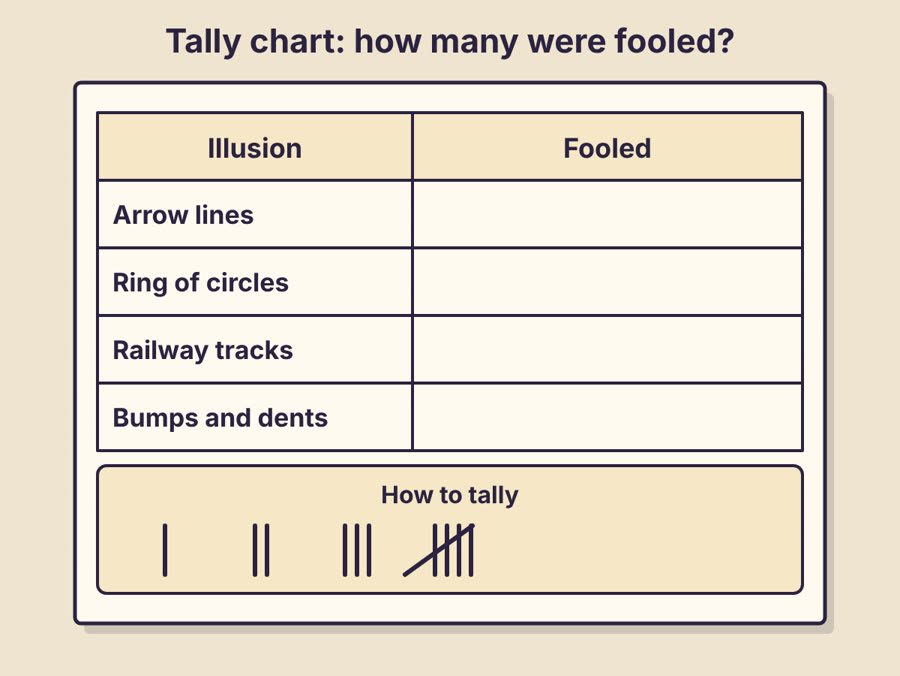 Tally chart: how many were fooled?
Illusion
Fooled
Arrow lines
Ring of circles
Railway tracks
Bumps and dents
How to tally